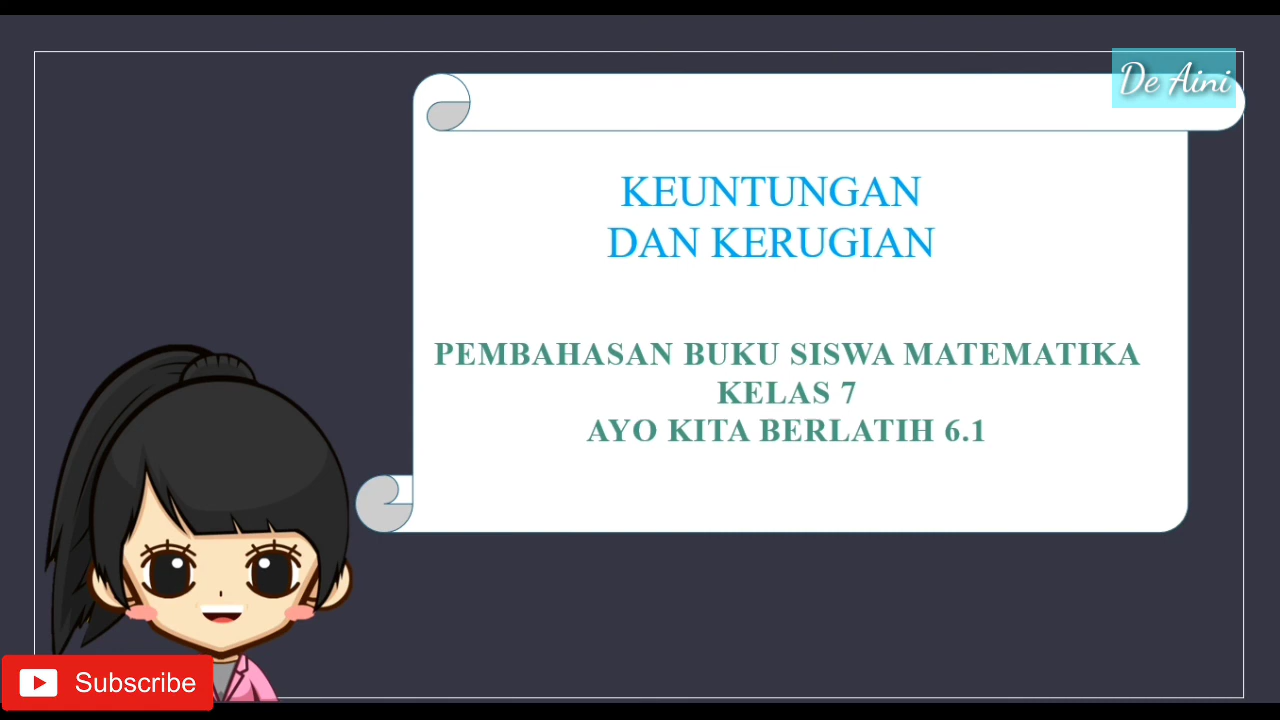 De Aini
KEUNTUNGAN
DAN KERUGIAN
PEMBAHASAN BUKU SISWA MATEMATIKA
KELAS 7
AYO KITA BERLATIH 6.1
Subscribe